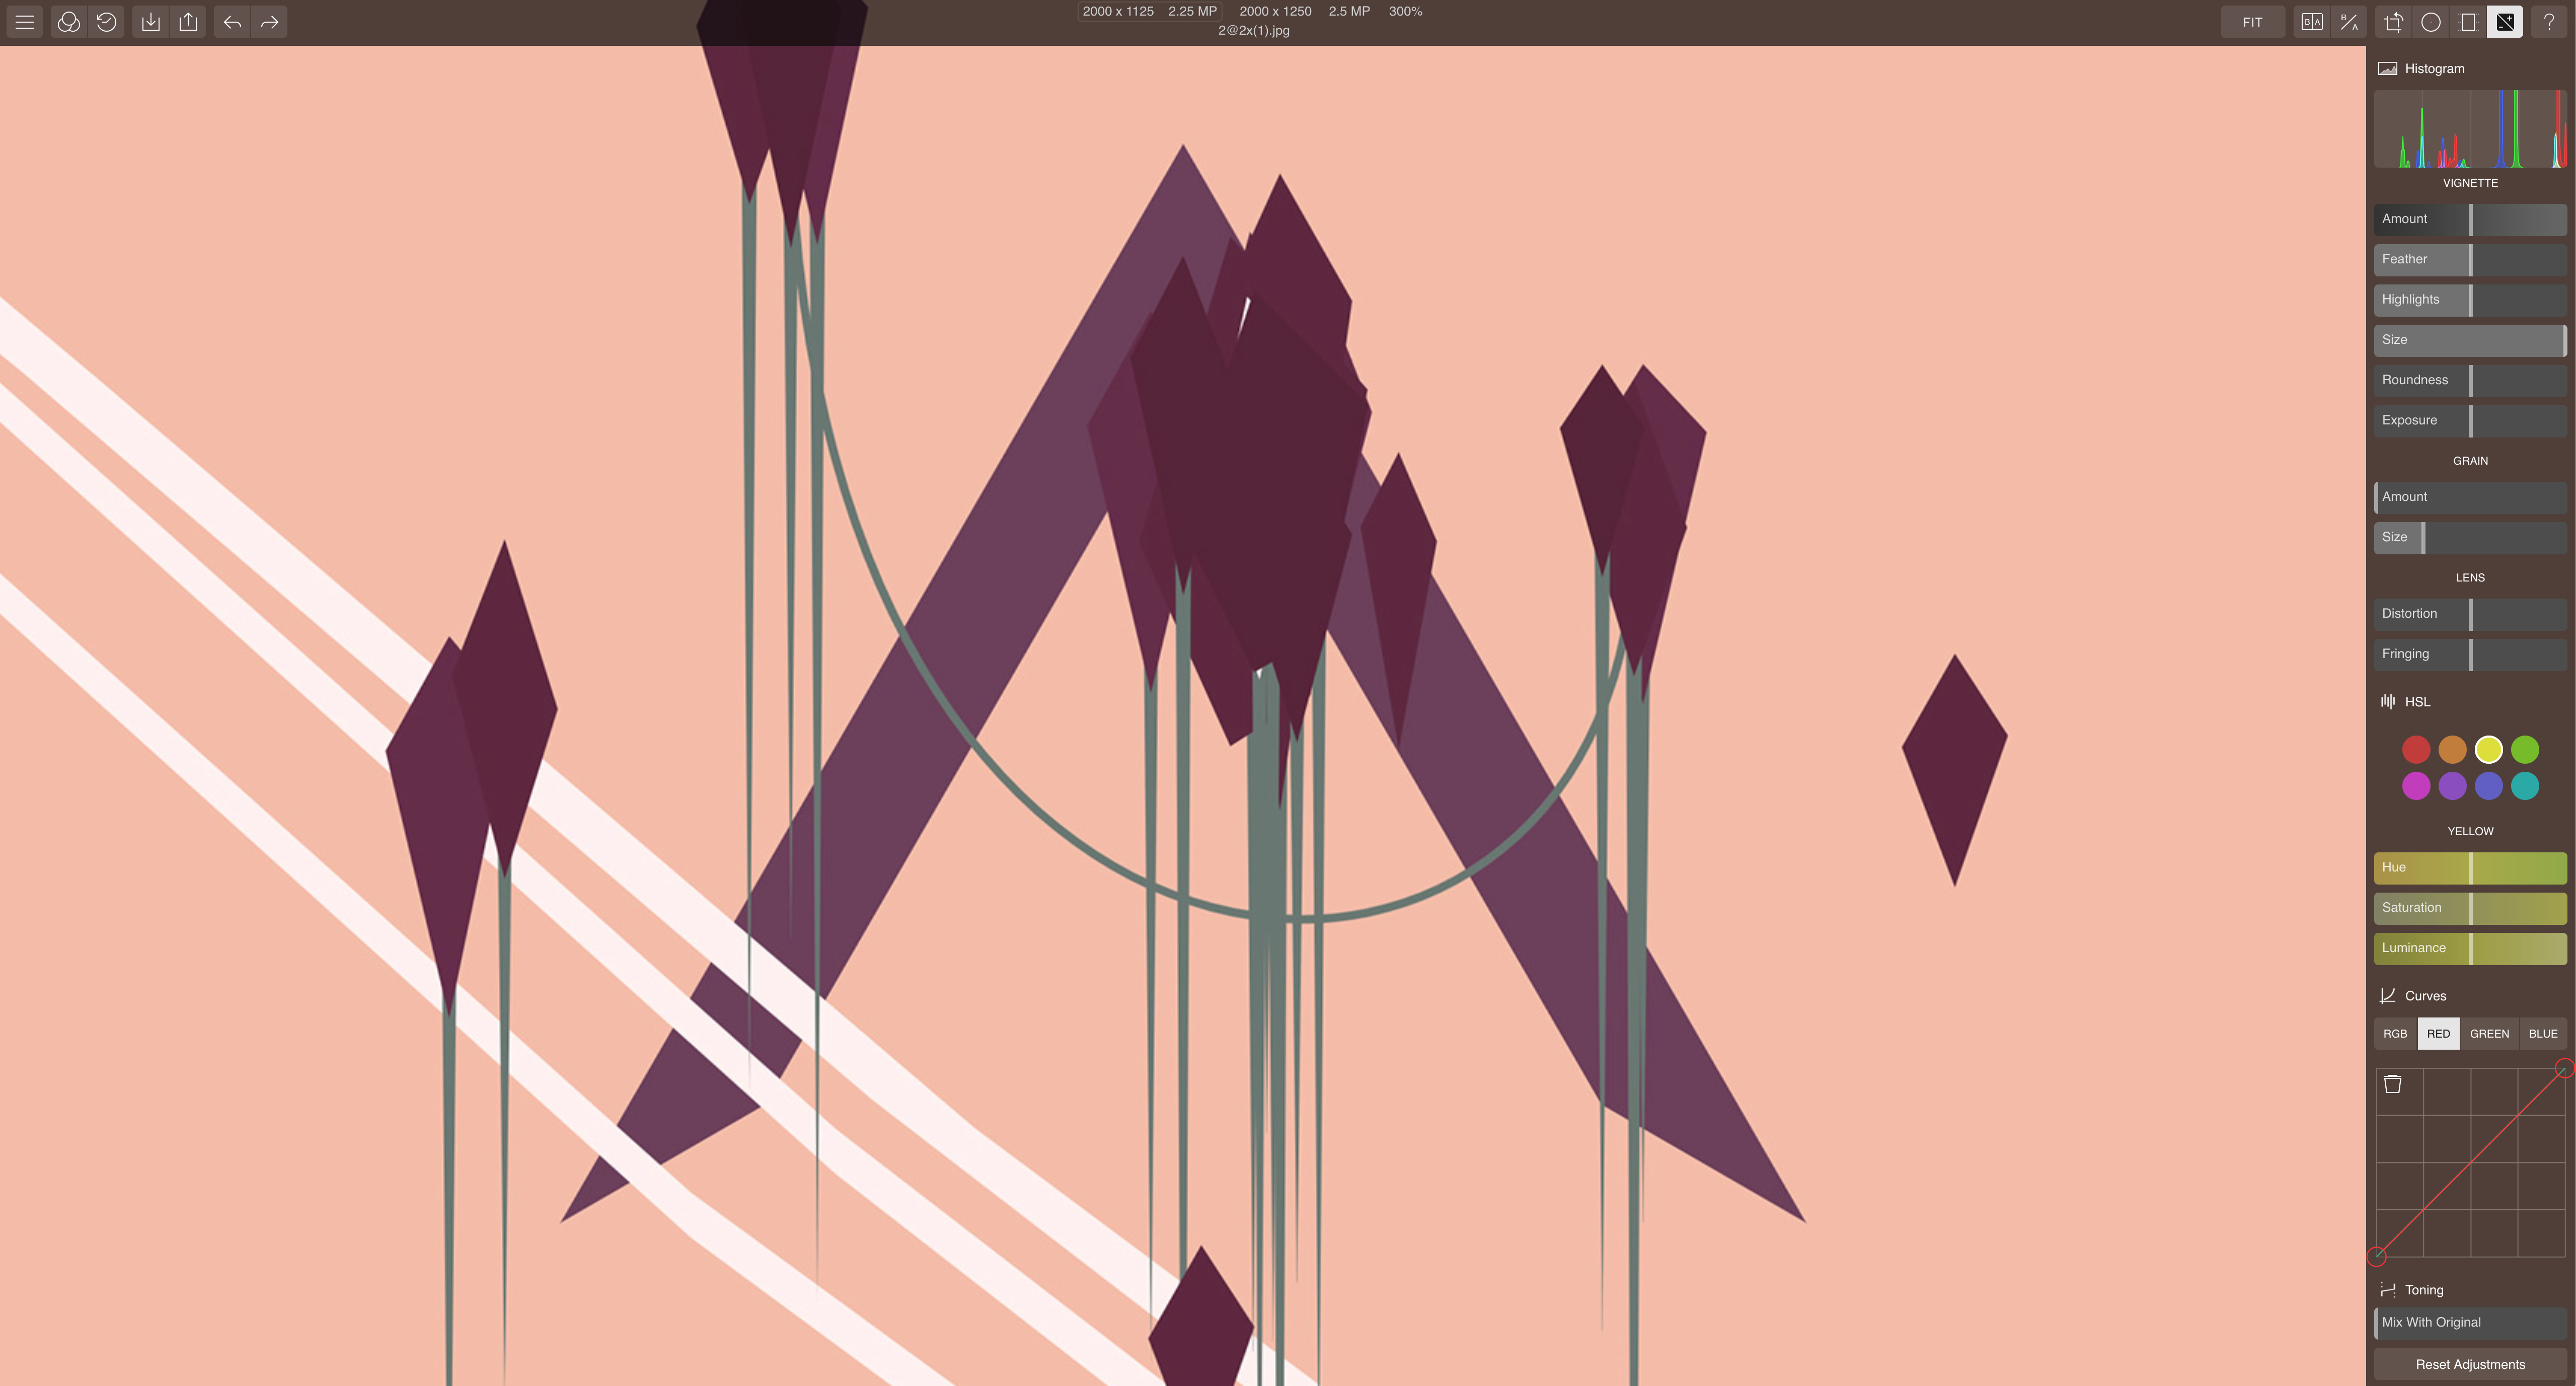 2000 x 1125 2.25 MP 2000 x 1250 2.5 MP 300%
2@2x(1).jpg
FIT
B A
B/A
?
Histogram
VIGNETTE
Amount
Feather
Highlights
Size
Roundness
Exposure
GRAIN
Amount
Size
LENS
Distortion
Fringing
HSL
YELLOW
Hue
Saturation
Luminance
Curves
RGB RED GREEN BLUE
Toning
Mix With Original
Reset Adjustments